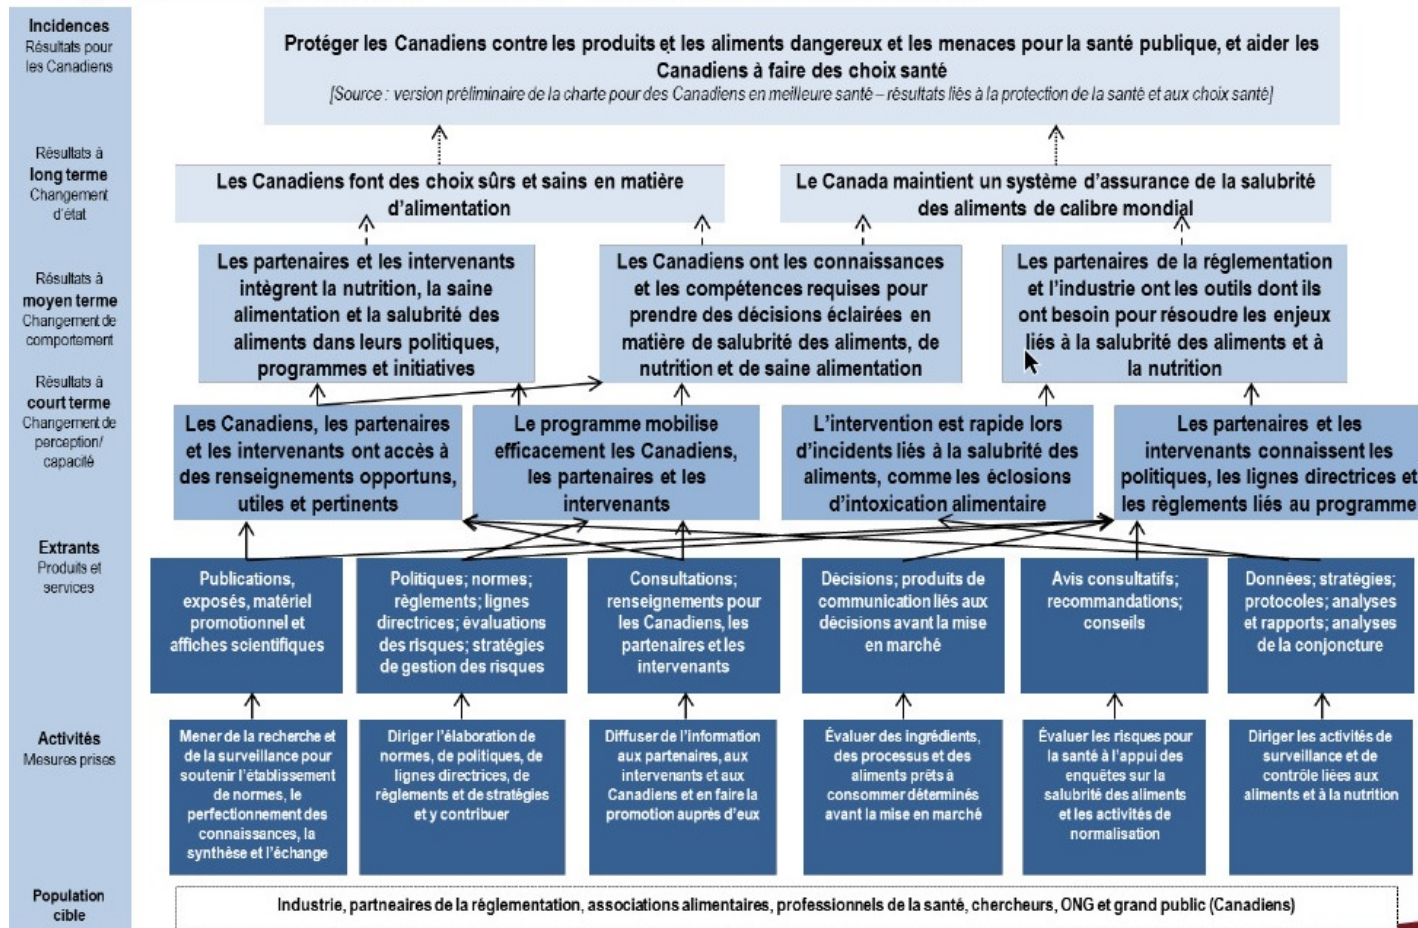 Incidences
Résultats pour
les Canadiens
Protéger les Canadiens contre les produits et les aliments dangereux et les menaces pour la santé publique, et aider les
Canadiens à faire des choix santé
[Source : version préliminaire de la charte pour des Canadiens en meilleure santé – résultats liés à la protection de la santé et aux choix santé]
Résultats à
long terme
Changement
d'état
Les Canadiens font des choix sûrs et sains en matière
d'alimentation
Le Canada maintient un système d'assurance de la salubrité
des aliments de calibre mondial
Résultats à
moyen terme
Changement de
comportement
Les partenaires et les intervenants
intègrent la nutrition, la saine
alimentation et la salubrité des
aliments dans leurs politiques,
programmes et initiatives
Les Canadiens ont les connaissances
et les compétences requises pour
prendre des décisions éclairées en
matière de salubrité des aliments, de
nutrition et de saine alimentation
Les partenaires de la réglementation
et l'industrie ont les outils dont ils
ont besoin pour résoudre les enjeux
liés à la salubrité des aliments et à
la nutrition
Résultats à
court terme
Changement de
perception/
capacité
Les Canadiens, les partenaires
et les intervenants ont accès à
des renseignements opportuns,
utiles et pertinents
Le programme mobilise
efficacement les Canadiens,
les partenaires et les
intervenants
L'intervention est rapide lors
d'incidents liés à la salubrité des
aliments, comme les éclosions
d'intoxication alimentaire
Les partenaires et les
intervenants connaissent les
politiques, les lignes directrices et
les règlements liés au programme
Extrants
Produits et
services
Publications,
exposés, matériel
promotionnel et
affiches scientifiques
Politiques; normes;
règlements; lignes
directrices; évaluations
des risques; stratégies
de gestion des risques
Consultations;
renseignements pour
les Canadiens, les
partenaires et les
intervenants
Décisions; produits de
communication liés aux
décisions avant la mise
en marché
Avis consultatifs;
recommandations;
conseils
Données; stratégies;
protocoles; analyses
et rapports; analyses
de la conjoncture
Activités
Mesures prises
Mener de la recherche et
de la surveillance pour
soutenir l'établissement
de normes, le
perfectionnement des
connaissances, la
synthèse et l'échange
Diriger l'élaboration de
normes, de politiques, de
lignes directrices, de
règlements et de stratégies
et y contribuer
Diffuser de l'information
aux partenaires, aux
intervenants et aux
Canadiens et en faire la
promotion auprès d'eux
Évaluer des ingrédients,
des processus et des
aliments prêts à
consommer déterminés
avant la mise en marché
Évaluer les risques pour
la santé à l'appui des
enquêtes sur la
salubrité des aliments
et les activités de
normalisation
Diriger les activités de
surveillance et de
contrôle liées aux
aliments et à la nutrition
Population
cible
Industrie, partneaires de la réglementation, associations alimentaires, professionnels de la santé, chercheurs, ONG et grand public (Canadiens)